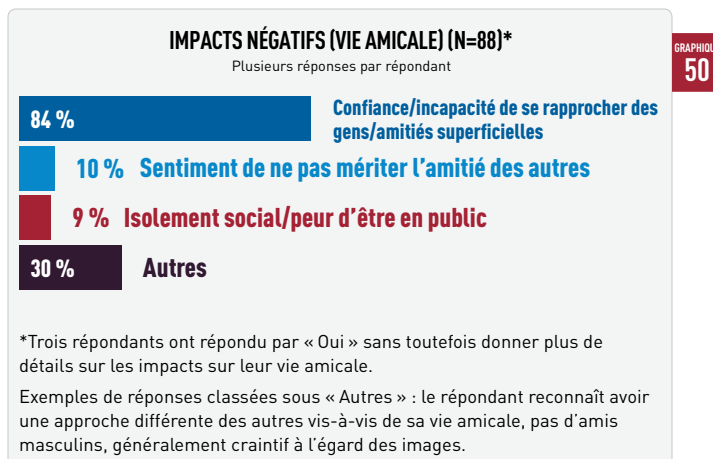 IMPACTS NÉGATIFS (VIE AMICALE) (N=88)*
Plusieurs réponses par répondant
GRAPHIQU
50
84 %
Confiance/incapacité de se rapprocher des
gens/amitiés superficielles
10 % Sentiment de ne pas mériter l’amitié des autres
9 % Isolement social/peur d’être en public
30 % Autres
*Trois répondants ont répondu par « Oui » sans toutefois donner plus de
détails sur les impacts sur leur vie amicale.
Exemples de réponses classées sous « Autres » : le répondant reconnaît avoir
une approche différente des autres vis-à-vis de sa vie amicale, pas d’amis
masculins, généralement craintif à l’égard des images.